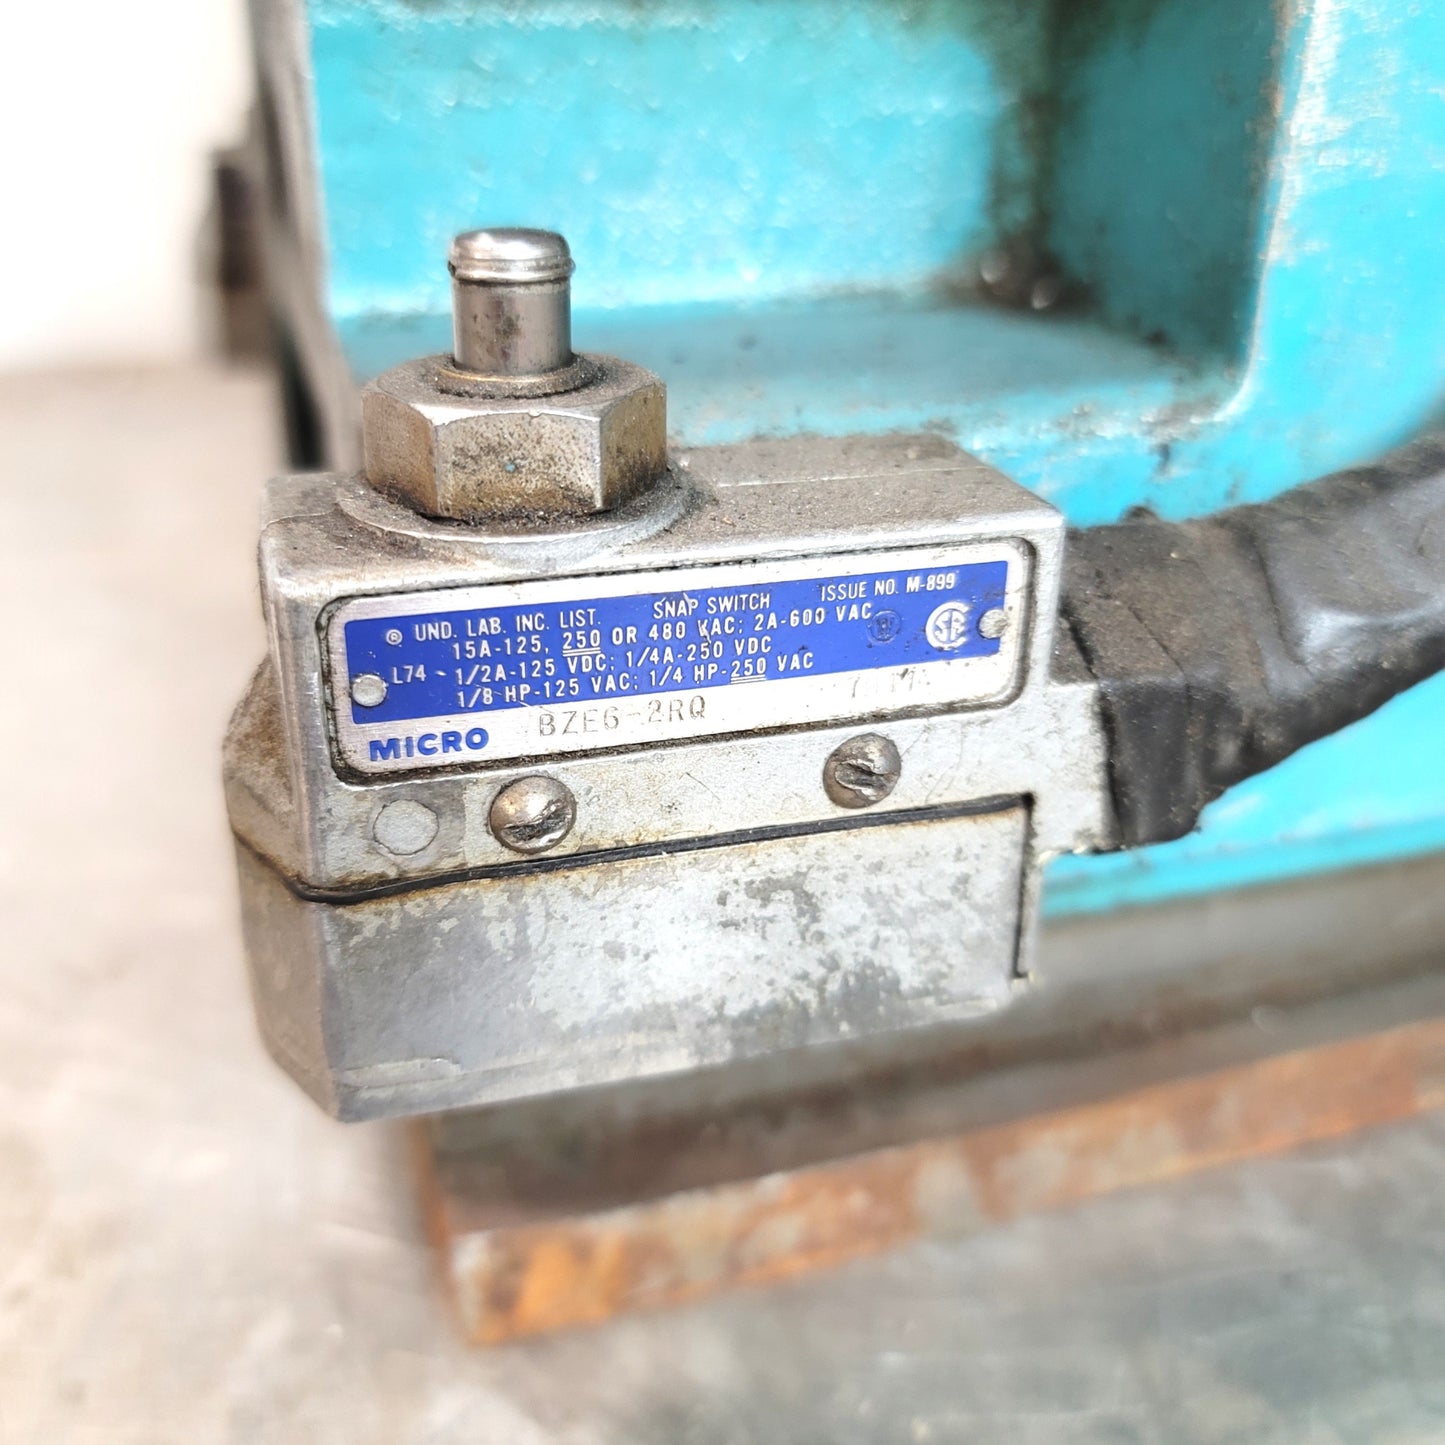 ® UND. LAB. INC. LIST. SNAP SWITCH ISSUE NO. M-899
15A-125, 250 OR 480 VAC; 2A-600 VAC
L74 - 1/2A-125 VDC; 1/4A-250 VDC
1/8 HP-125 VAC; 1/4 HP-250 VAC
MICRO BZE6-2RQ